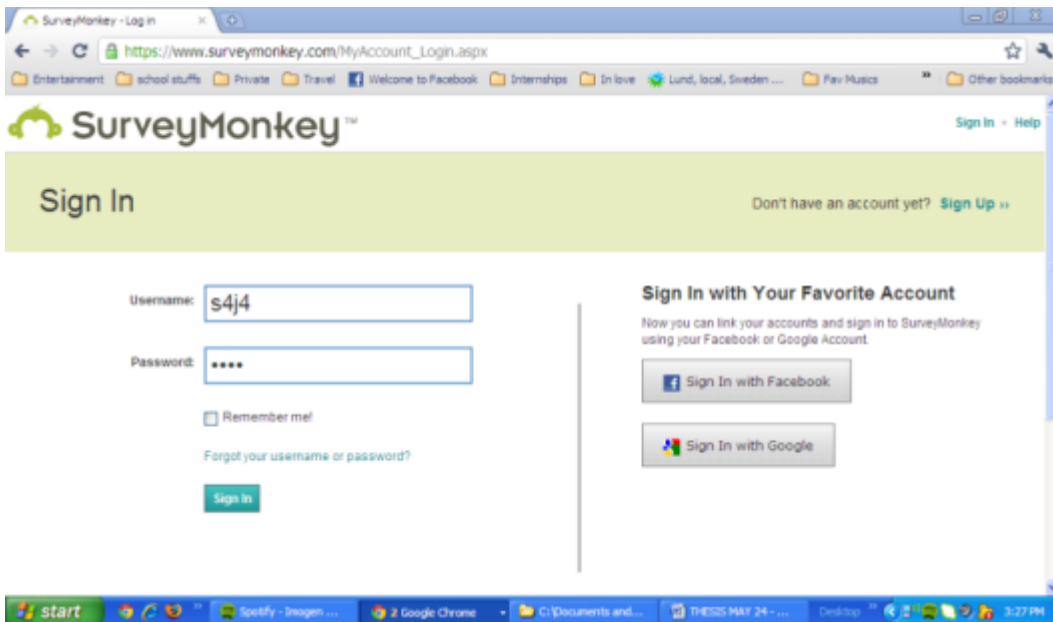 SurveyMonkey - Log in
https://www.surveymonkey.com/MyAccount_Login.aspx
Entertainment school stuffs Private Travel Welcome to Facebook Internships In love Lund, local, Sweden .... Fav Musics » Other bookmarks
SurveyMonkey™
Sign In Help
Sign In
Don't have an account yet? Sign Up »
Username: s4j4
Password: ••••
Remember me!
Forgot your username or password?
Sign In
Sign In with Your Favorite Account
Now you can link your accounts and sign in to SurveyMonkey
using your Facebook or Google Account.
Sign In with Facebook
Sign In with Google
start » Spotify - Imogen ... 2 Google Chrome C:\Documents and... THESIS MAY 24 - ... Desktop » 3:27 PM